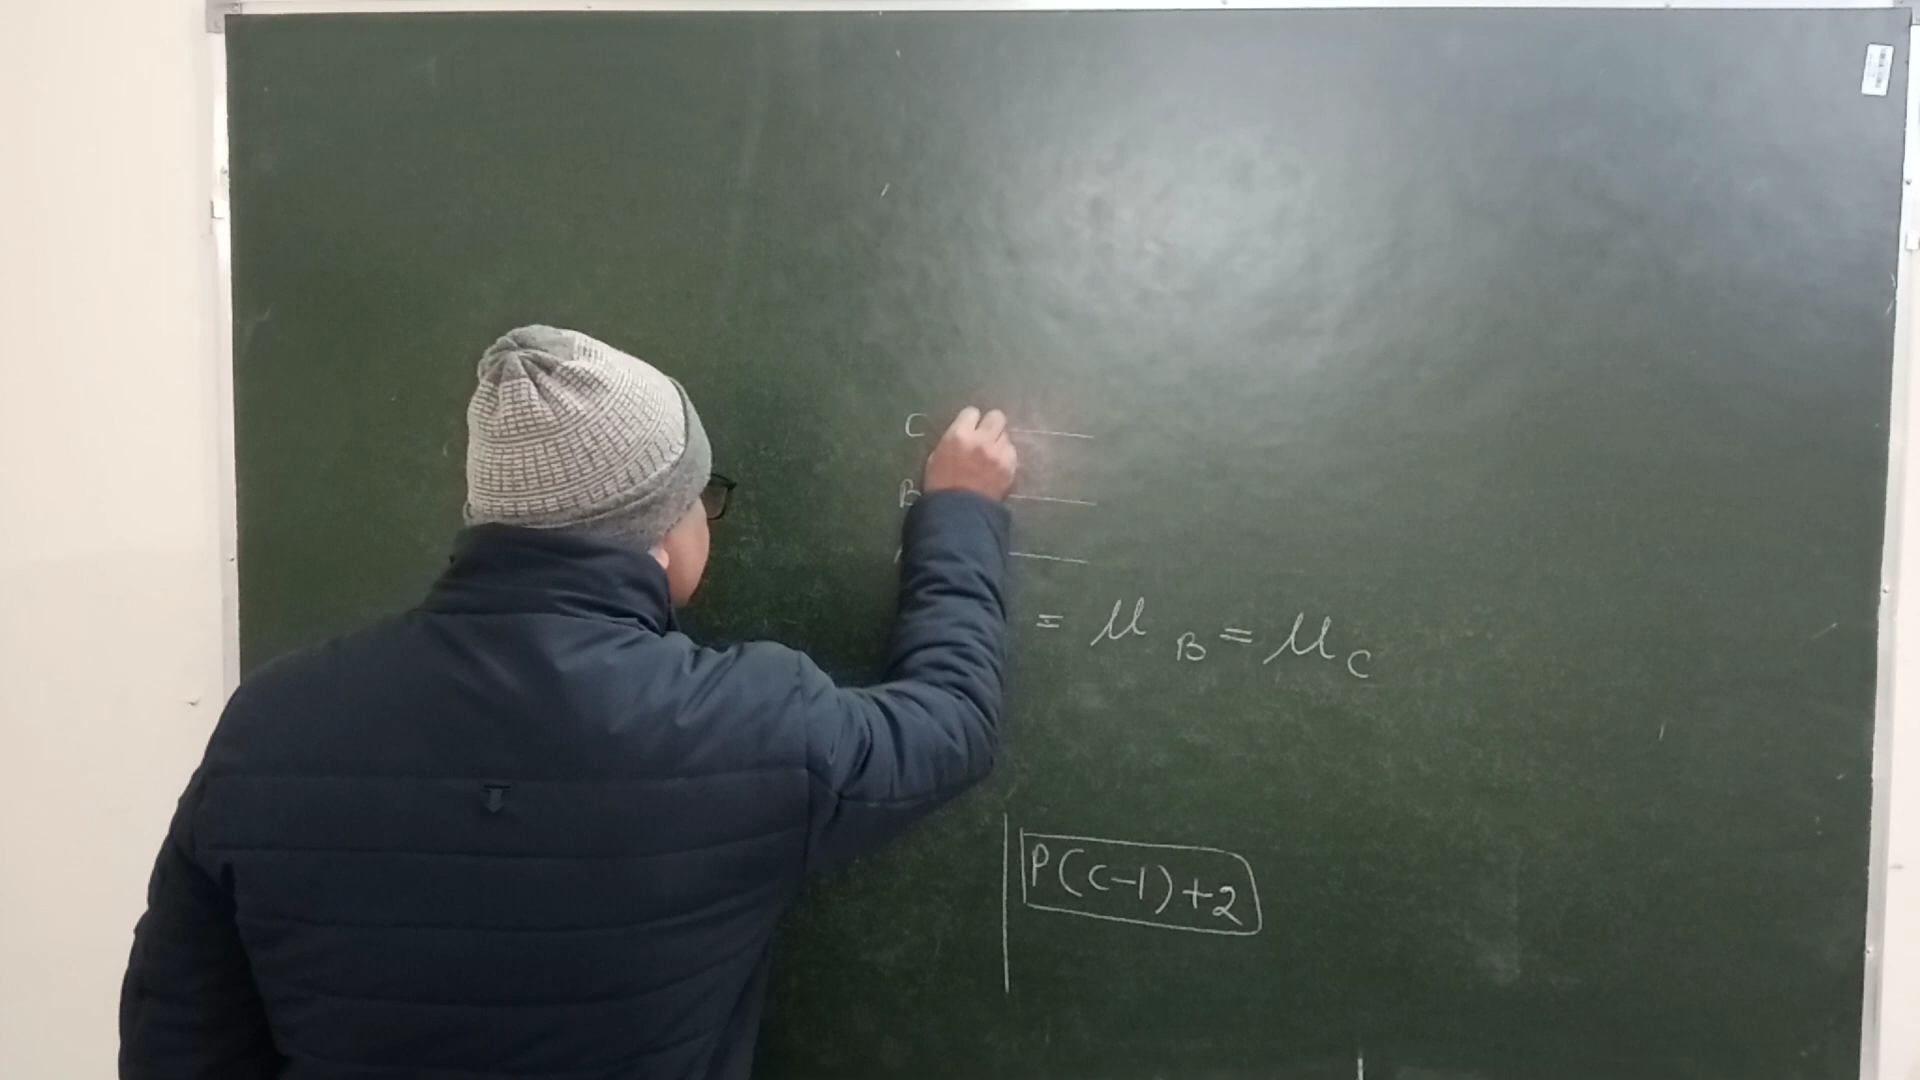 C
B
= μ B = μ C
P(C-1)+2